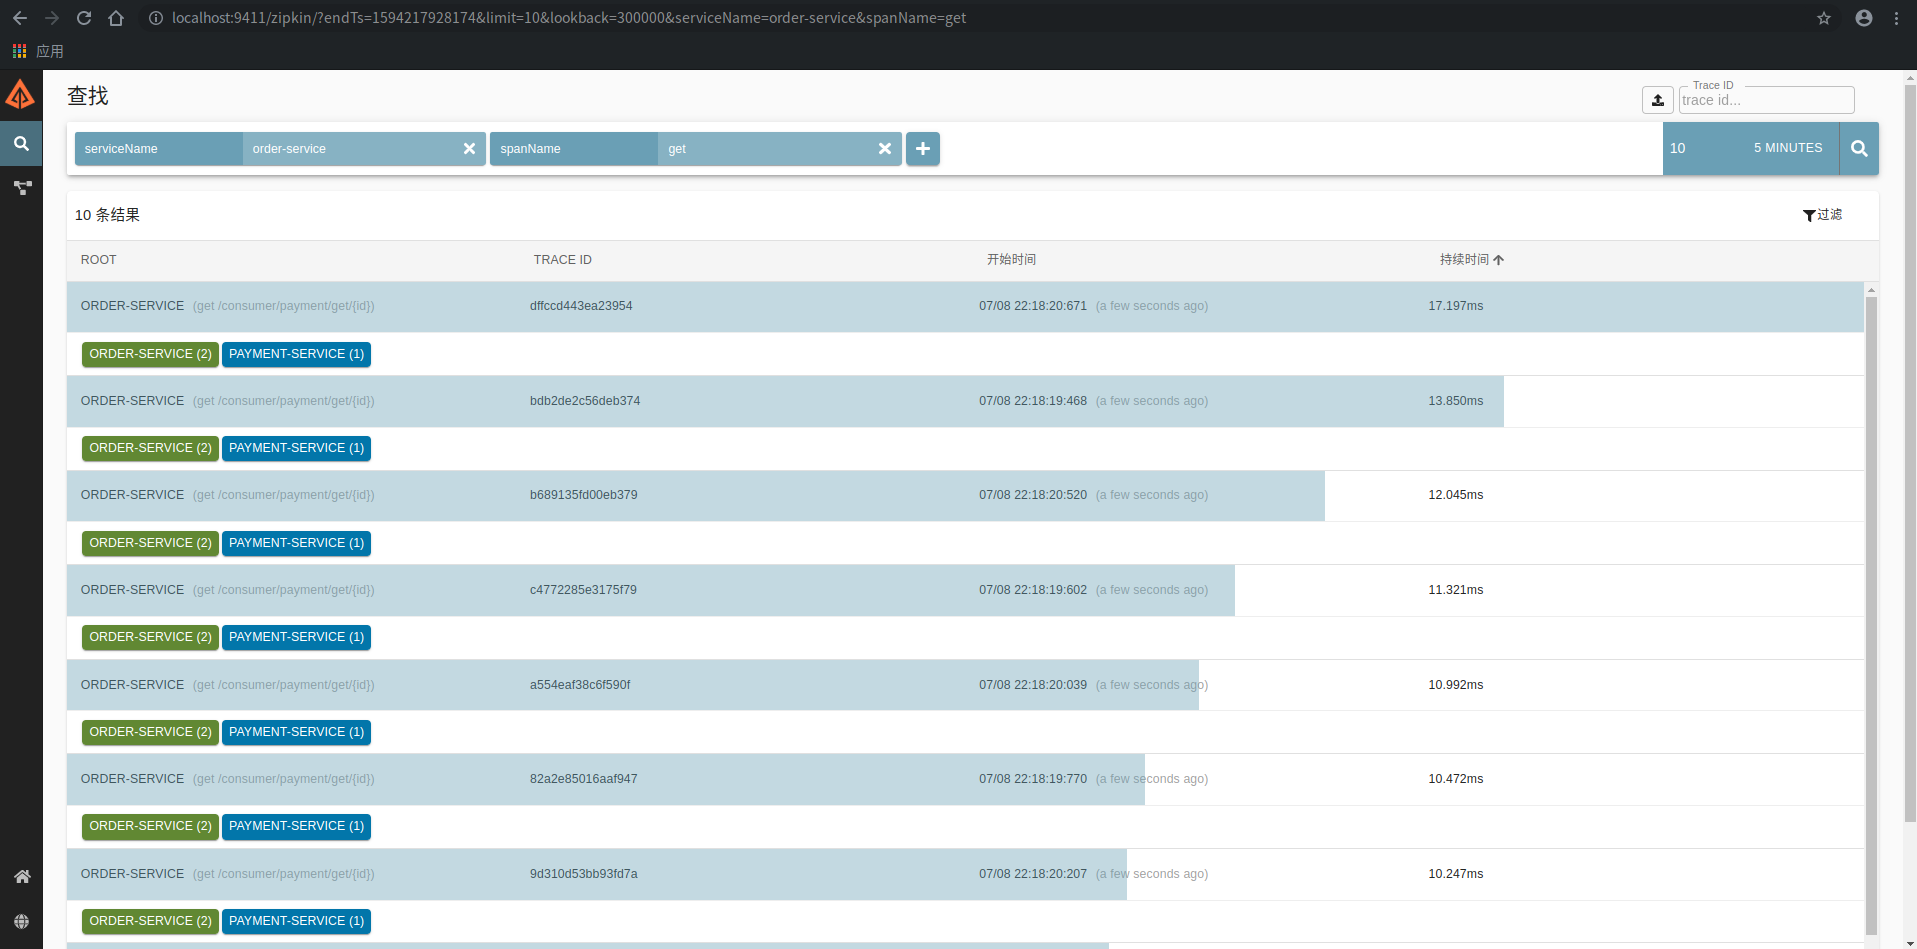 localhost:9411/zipkin/?endTs=1594217928174&limit=10&lookback=300000&serviceName=order-service&spanName=get
应用
查找
Trace ID
trace id...
serviceName order-service spanName get 10 5 MINUTES
10 条结果 过滤
ROOT TRACE ID 开始时间 持续时间
ORDER-SERVICE (get /consumer/payment/get/{id}) dffccd443ea23954 07/08 22:18:20:671 (a few seconds ago) 17.197ms
ORDER-SERVICE (2) PAYMENT-SERVICE (1)
ORDER-SERVICE (get /consumer/payment/get/{id}) bdb2de2c56deb374 07/08 22:18:19:468 (a few seconds ago) 13.850ms
ORDER-SERVICE (2) PAYMENT-SERVICE (1)
ORDER-SERVICE (get /consumer/payment/get/{id}) b689135fd00eb379 07/08 22:18:20:520 (a few seconds ago) 12.045ms
ORDER-SERVICE (2) PAYMENT-SERVICE (1)
ORDER-SERVICE (get /consumer/payment/get/{id}) c4772285e3175f79 07/08 22:18:19:602 (a few seconds ago) 11.321ms
ORDER-SERVICE (2) PAYMENT-SERVICE (1)
ORDER-SERVICE (get /consumer/payment/get/{id}) a554eaf38c6f590f 07/08 22:18:20:039 (a few seconds ago) 10.992ms
ORDER-SERVICE (2) PAYMENT-SERVICE (1)
ORDER-SERVICE (get /consumer/payment/get/{id}) 82a2e85016aaf947 07/08 22:18:19:770 (a few seconds ago) 10.472ms
ORDER-SERVICE (2) PAYMENT-SERVICE (1)
ORDER-SERVICE (get /consumer/payment/get/{id}) 9d310d53bb93fd7a 07/08 22:18:20:207 (a few seconds ago) 10.247ms
ORDER-SERVICE (2) PAYMENT-SERVICE (1)